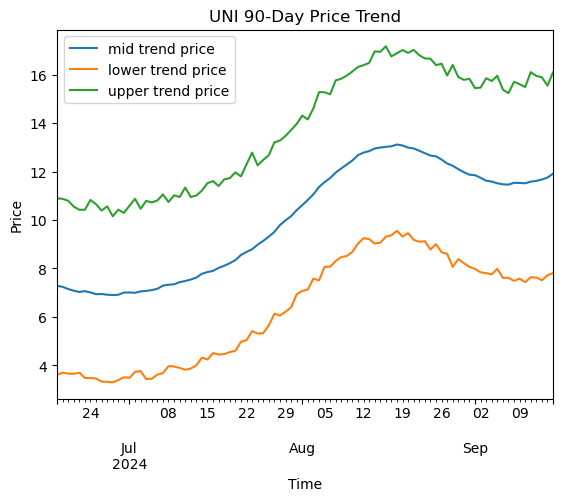 UNI 90-Day Price Trend
mid trend price
lower trend price
upper trend price
Price
16
14
12
10
8
6
4
24 08 15 22 29 05 12 19 26 02 09
Jul Aug Sep
2024
Time